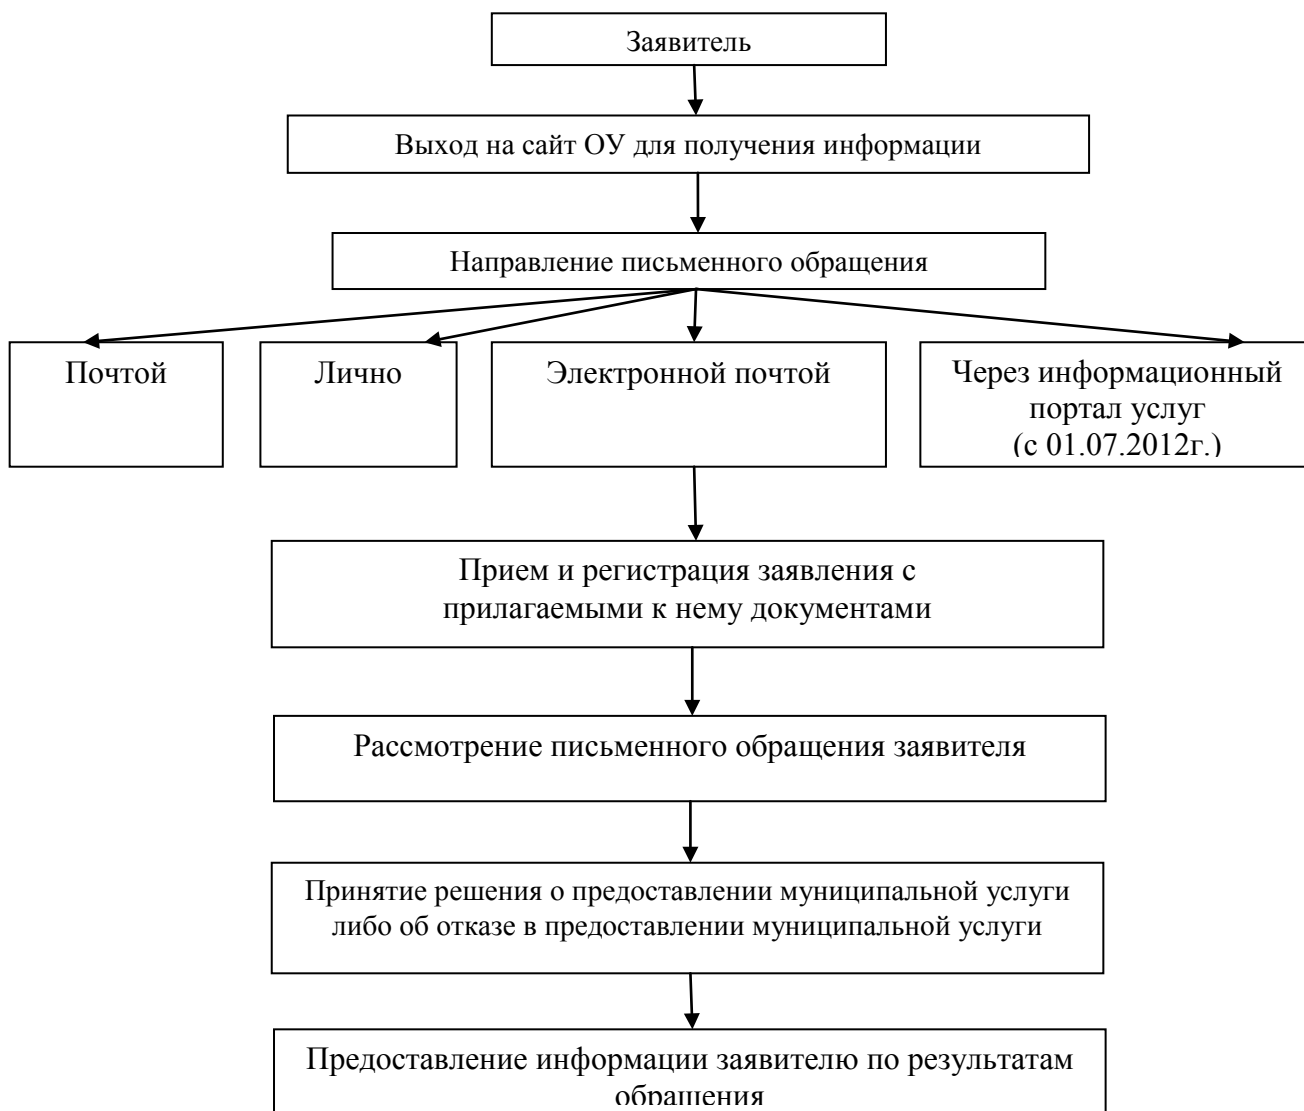 Заявитель
Выход на сайт ОУ для получения информации
Направление письменного обращения
Почтой
Лично
Электронной почтой
Через информационный
портал услуг
(с 01.07.2012г.)
Прием и регистрация заявления с
прилагаемыми к нему документами
Рассмотрение письменного обращения заявителя
Принятие решения о предоставлении муниципальной услуги
либо об отказе в предоставлении муниципальной услуги
Предоставление информации заявителю по результатам
обращения